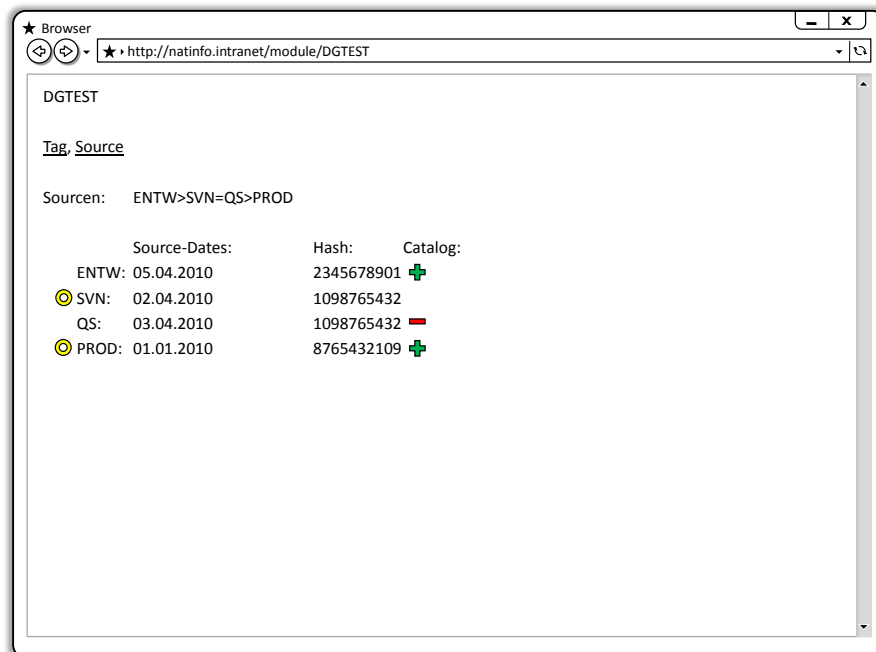 Browser
http://natinfo.intranet/module/DGTEST
DGTEST
Tag, Source
Sourcen: ENTW>SVN=QS>PROD
Source-Dates: Hash: Catalog:
ENTW: 05.04.2010 2345678901
SVN: 02.04.2010 1098765432
QS: 03.04.2010 1098765432
PROD: 01.01.2010 8765432109